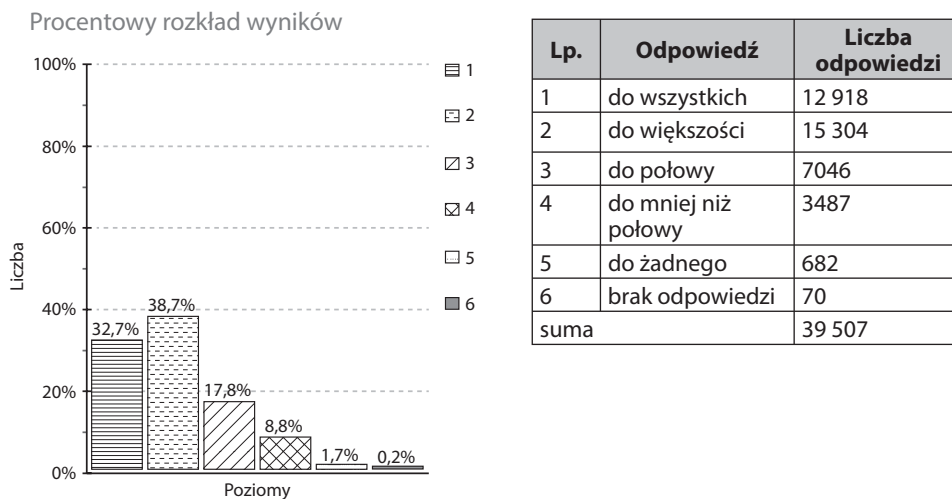 Procentowy rozkład wyników
100%
80%
60%
40%
20%
0%
Liczba
32,7%
38,7%
17,8%
8,8%
1,7%
0,2%
Poziomy
1
2
3
4
5
6
Lp. Odpowiedź Liczba odpowiedzi
1 do wszystkich 12 918
2 do większości 15 304
3 do połowy 7046
4 do mniej niż połowy 3487
5 do żadnego 682
6 brak odpowiedzi 70
suma 39 507